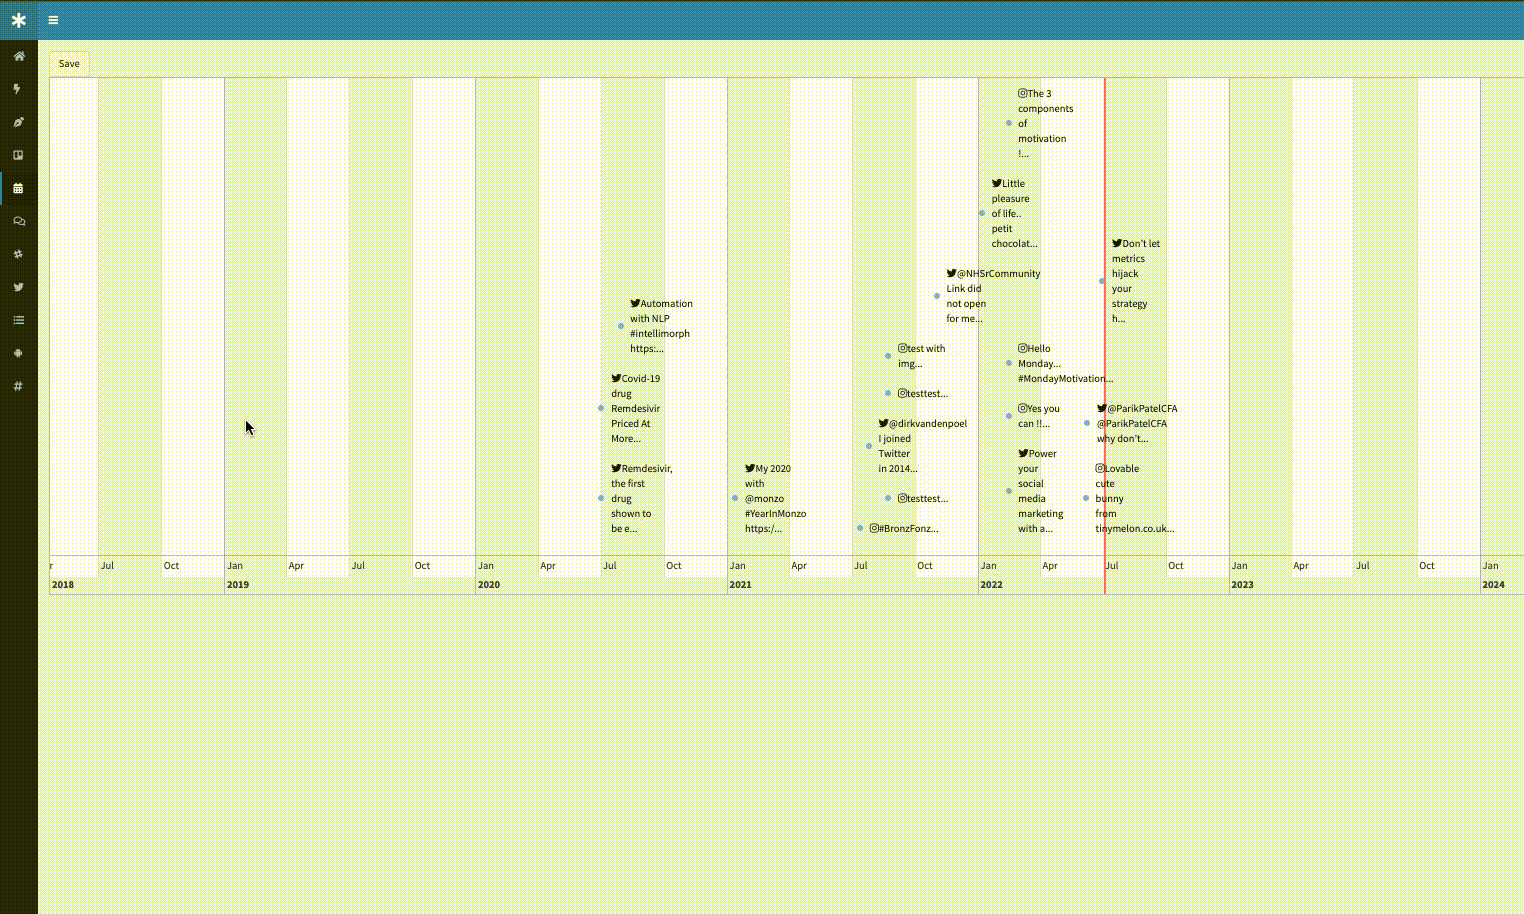 Save
The 3
components
of
motivation
!...
Little
pleasure
of life..
petit
chocolat...
Don't let
metrics
hijack
your
strategy
h...
@NHSrCommunity
Link did
not open
for me...
Automation
with NLP
#intellimorph
https:...
test with
img...
Hello
Monday...
#MondayMotivation...
Covid-19
drug
Remdesivir
Priced At
More...
testtest...
Yes you
can !!...
@ParikPatelCFA
@ParikPatelCFA
why don't...
@dirkvandenpoel
I joined
Twitter
in 2014...
Power
your
social
media
marketing
with a...
Remdesivir,
the first
drug
shown to
be e...
My 2020
with
@monzo
#YearInMonzo
https:/...
testtest...
Lovable
cute
bunny
from
tinymelon.co.uk...
#BronzFonz...
r Jul Oct Jan Apr Jul Oct Jan Apr Jul Oct Jan Apr Jul Oct Jan Apr Jul Oct Jan Apr Jul Oct Jan
2018 2019 2020 2021 2022 2023 2024